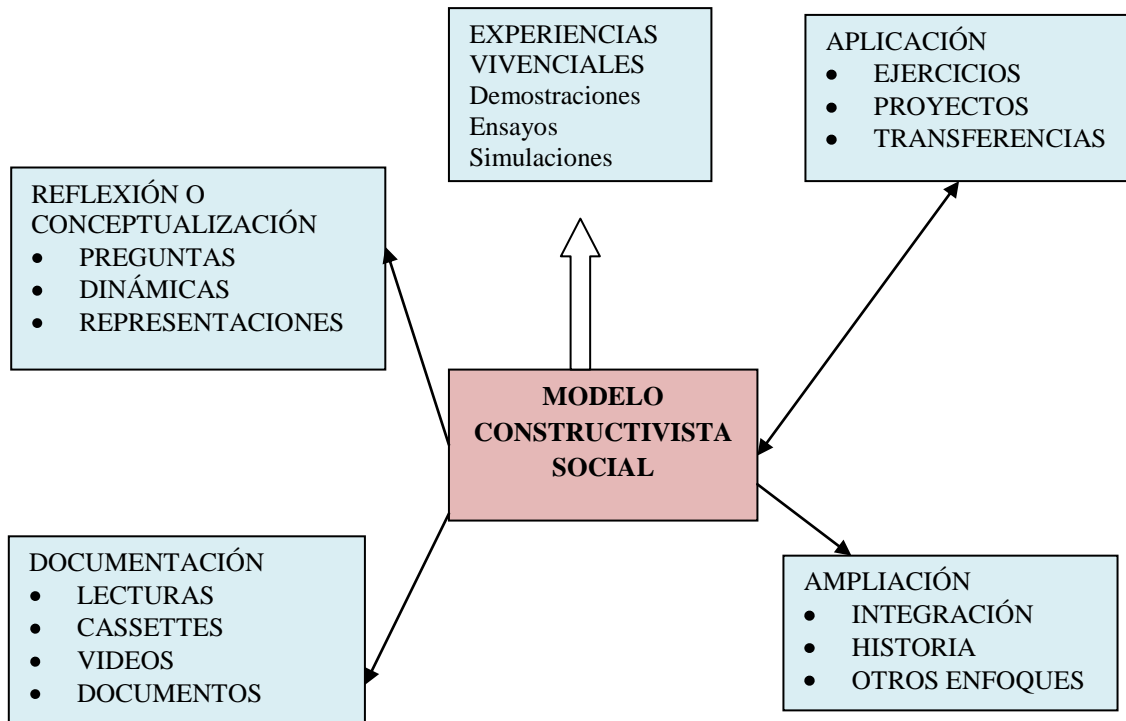 EXPERIENCIAS
VIVENCIALES
Demostraciones
Ensayos
Simulaciones
APLICACIÓN
• EJERCICIOS
• PROYECTOS
• TRANSFERENCIAS
REFLEXIÓN O
CONCEPTUALIZACIÓN
• PREGUNTAS
• DINÁMICAS
• REPRESENTACIONES
MODELO
CONSTRUCTIVISTA
SOCIAL
DOCUMENTACIÓN
• LECTURAS
• CASSETTES
• VIDEOS
• DOCUMENTOS
AMPLIACIÓN
• INTEGRACIÓN
• HISTORIA
• OTROS ENFOQUES